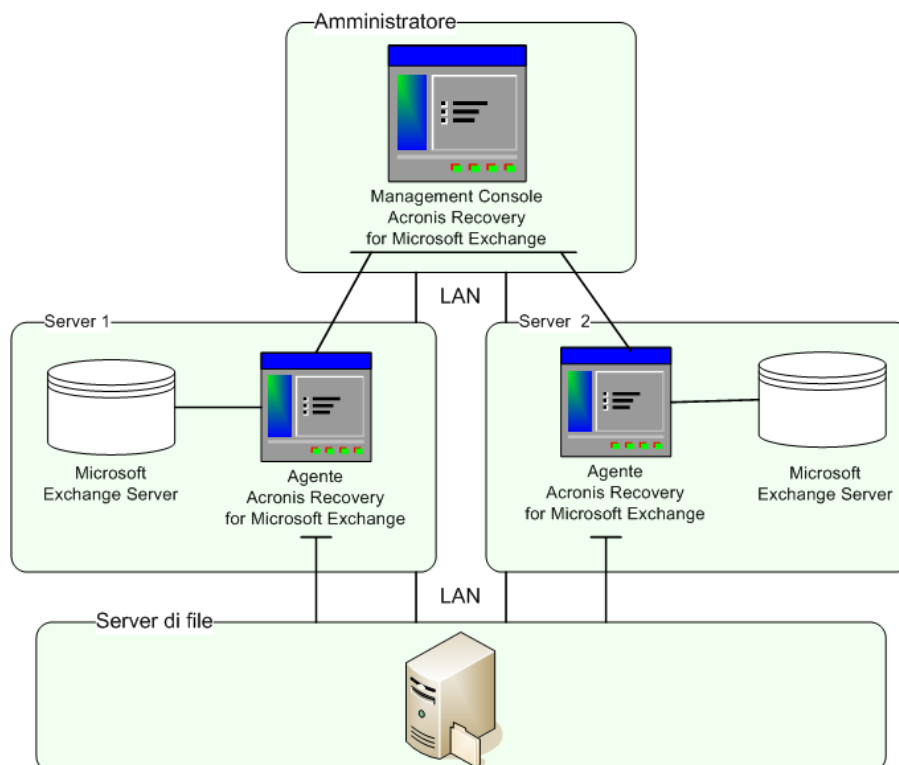 Amministratore
Management Console
Acronis Recovery
for Microsoft Exchange
LAN
Server 1
Microsoft
Exchange Server
Agente
Acronis Recovery
for Microsoft Exchange
Server 2
Agente
Acronis Recovery
for Microsoft Exchange
Microsoft
Exchange Server
LAN
Server di file